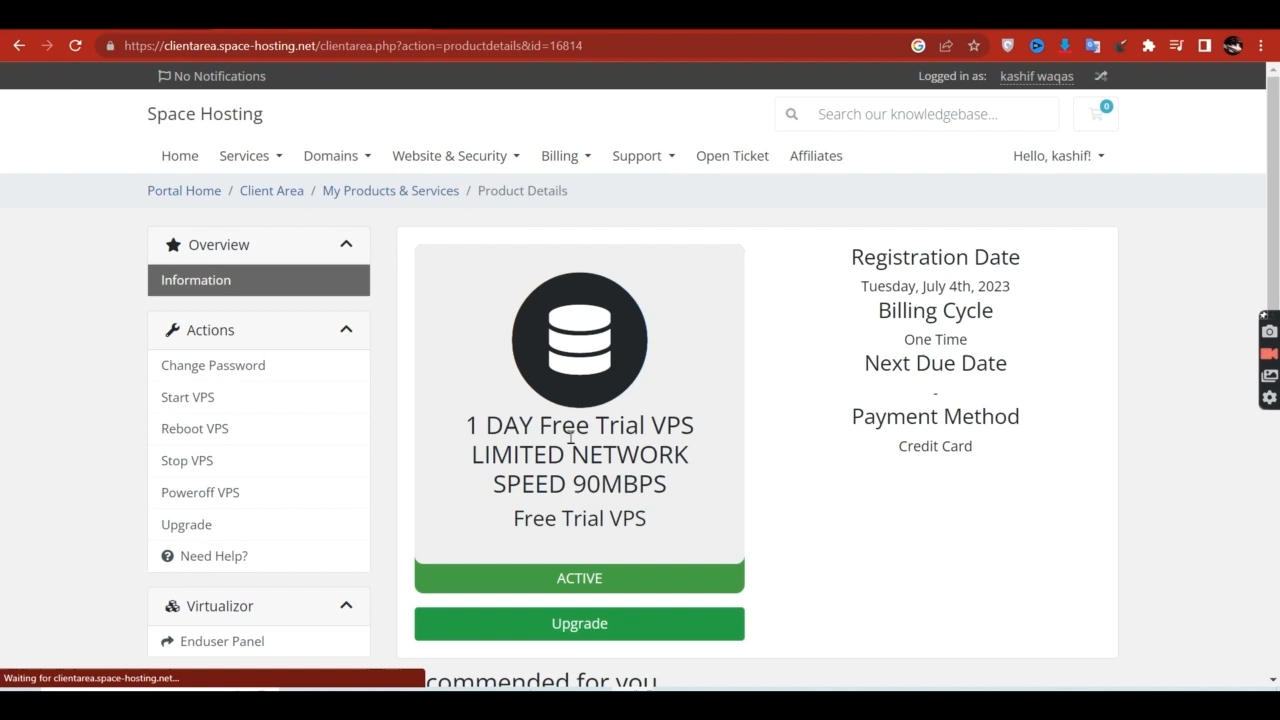 https://clientarea.space-hosting.net/clientarea.php?action=productdetails&id=16814
No Notifications
Logged in as: kashif waqas
Space Hosting
Search our knowledgebase...
0
Home Services Domains Website & Security Billing Support Open Ticket Affiliates Hello, kashif!
Portal Home / Client Area / My Products & Services / Product Details
Overview
Information
Actions
Change Password
Start VPS
Reboot VPS
Stop VPS
Poweroff VPS
Upgrade
Need Help?
Virtualizor
Enduser Panel
1 DAY Free Trial VPS
LIMITED NETWORK
SPEED 90MBPS
Free Trial VPS
ACTIVE
Upgrade
Registration Date
Tuesday, July 4th, 2023
Billing Cycle
One Time
Next Due Date
-
Payment Method
Credit Card
commended for you
Waiting for clientarea.space-hosting.net...